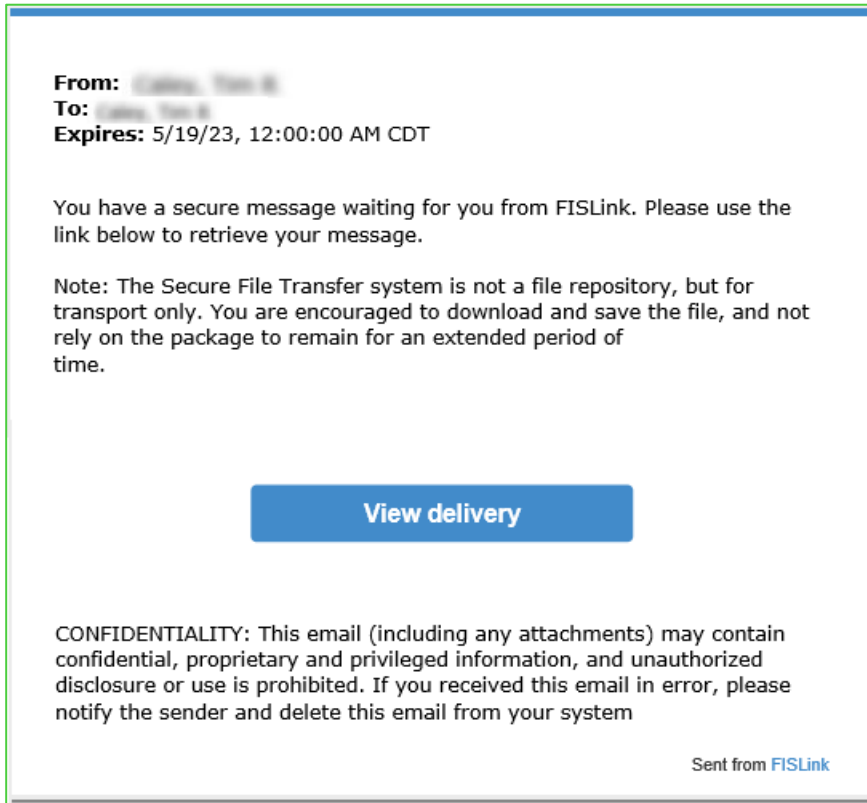 From:
To:
Expires: 5/19/23, 12:00:00 AM CDT
You have a secure message waiting for you from FISLink. Please use the
link below to retrieve your message.
Note: The Secure File Transfer system is not a file repository, but for
transport only. You are encouraged to download and save the file, and not
rely on the package to remain for an extended period of
time.
View delivery
CONFIDENTIALITY: This email (including any attachments) may contain
confidential, proprietary and privileged information, and unauthorized
disclosure or use is prohibited. If you received this email in error, please
notify the sender and delete this email from your system
Sent from FISLink